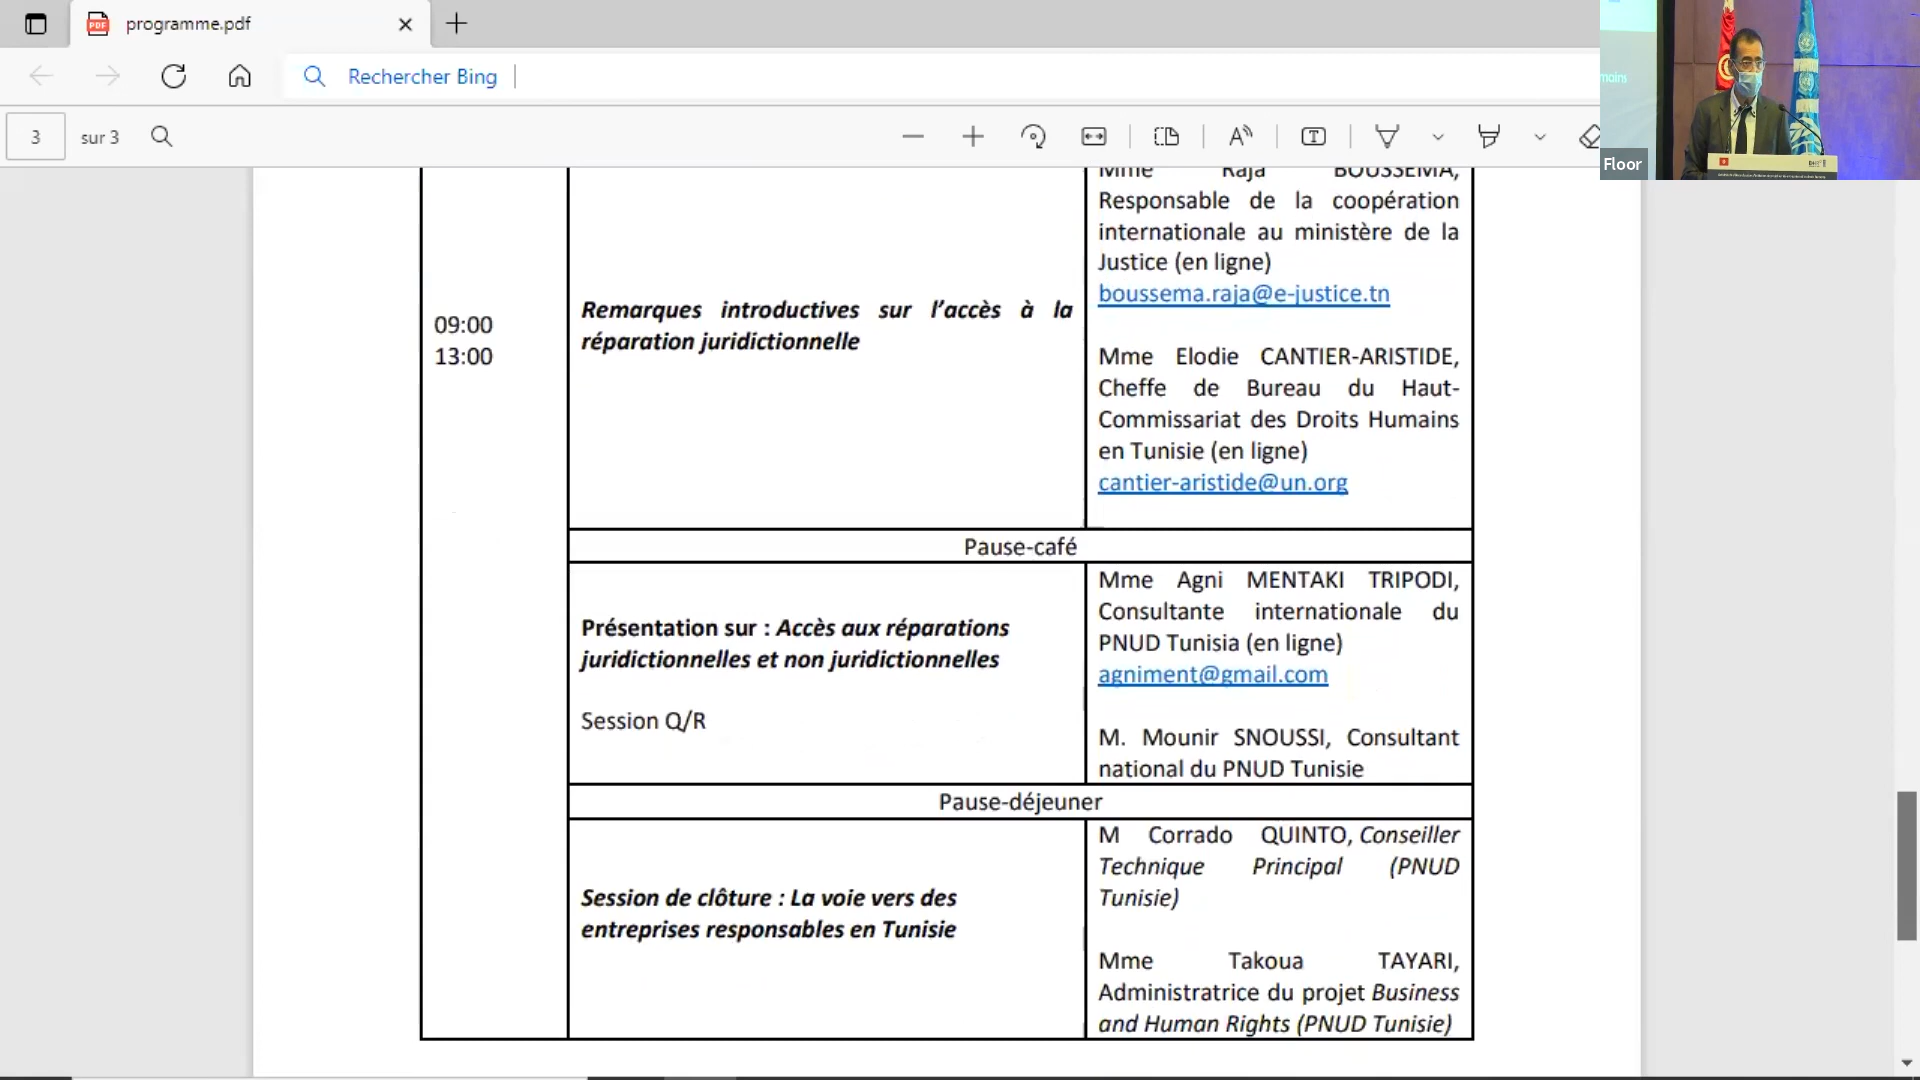 programme.pdf
Rechercher Bing
3 sur 3
Floor
Mme Raja BOUSSEMA,
Responsable de la coopération
internationale au ministère de la
Justice (en ligne)
boussema.raja@e-justice.tn
09:00
13:00
Remarques introductives sur l’accès à la
réparation juridictionnelle
Mme Elodie CANTIER-ARISTIDE,
Cheffe de Bureau du Haut-
Commissariat des Droits Humains
en Tunisie (en ligne)
cantier-aristide@un.org
Pause-café
Présentation sur : Accès aux réparations
juridictionnelles et non juridictionnelles
Session Q/R
Mme Agni MENTAKI TRIPODI,
Consultante internationale du
PNUD Tunisia (en ligne)
agniment@gmail.com
M. Mounir SNOUSSI, Consultant
national du PNUD Tunisie
Pause-déjeuner
Session de clôture : La voie vers des
entreprises responsables en Tunisie
M Corrado QUINTO, Conseiller
Technique Principal (PNUD
Tunisie)
Mme Takoua TAYARI,
Administratrice du projet Business
and Human Rights (PNUD Tunisie)